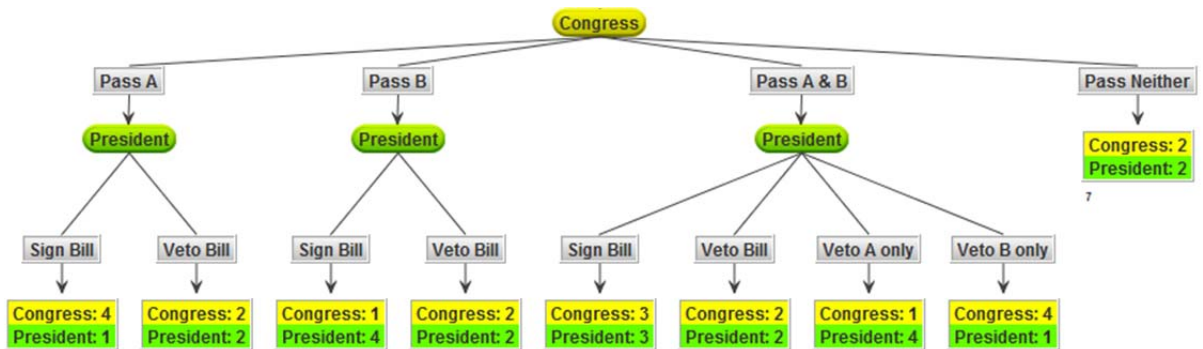 Congress
Pass A
Pass B
Pass A & B
Pass Neither
President
President
President
Congress: 2
President: 2
7
Sign Bill
Veto Bill
Sign Bill
Veto Bill
Sign Bill
Veto Bill
Veto A only
Veto B only
Congress: 4
President: 1
Congress: 2
President: 2
Congress: 1
President: 4
Congress: 2
President: 2
Congress: 3
President: 3
Congress: 2
President: 2
Congress: 1
President: 4
Congress: 4
President: 1